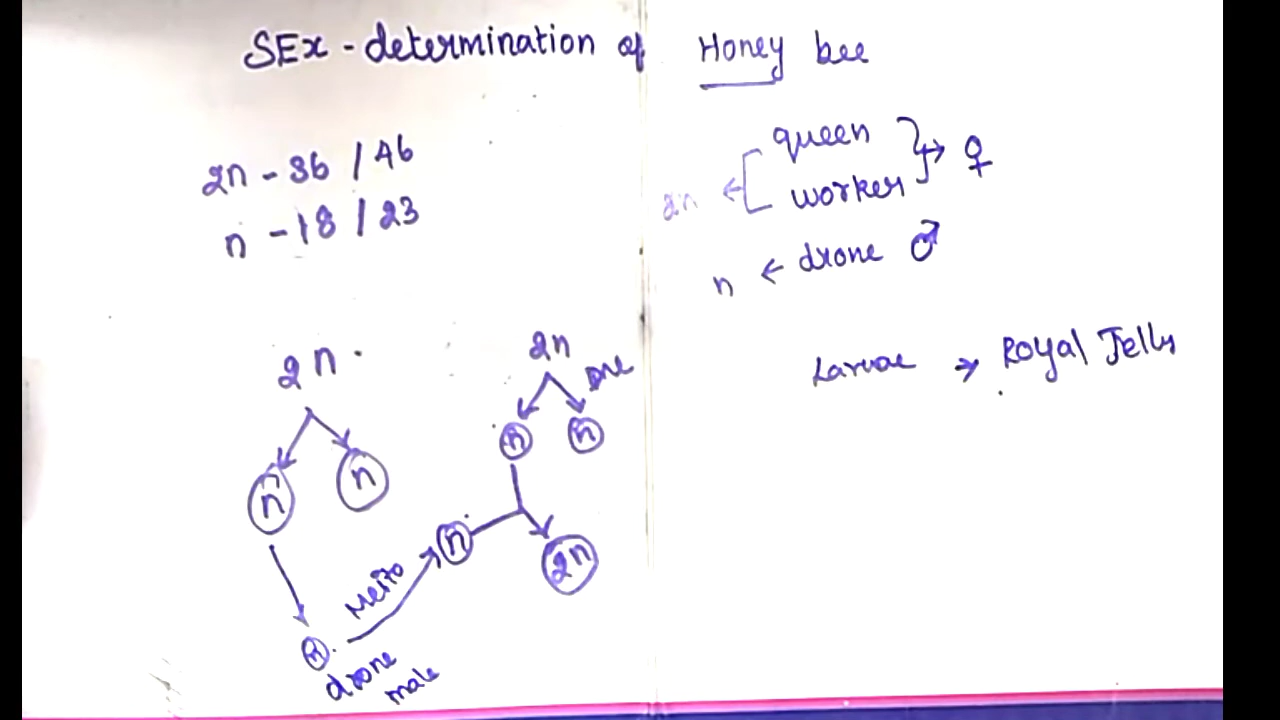 SEx - determination of Honey bee
2n - 36 / 46
n - 18 / 23
queen
worker
♀
2n ←
n ← drone ♂
Larvae → Royal Jelly
2n
n n
n
drone
male
Meito
2n
n n
n
2n